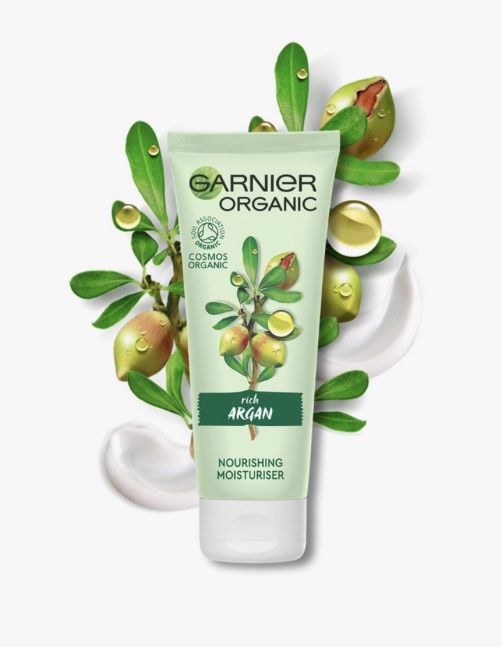 GARNIER
ORGANIC
SOIL ASSOCIATION
ORGANIC
COSMOS
ORGANIC
rich
ARGAN
NOURISHING
MOISTURISER